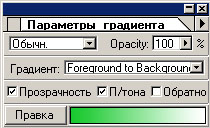 Параметры градиента
Обычн. Opacity: 100 %
Градиент: Foreground to Background
Прозрачность П/тона Обратно
Правка